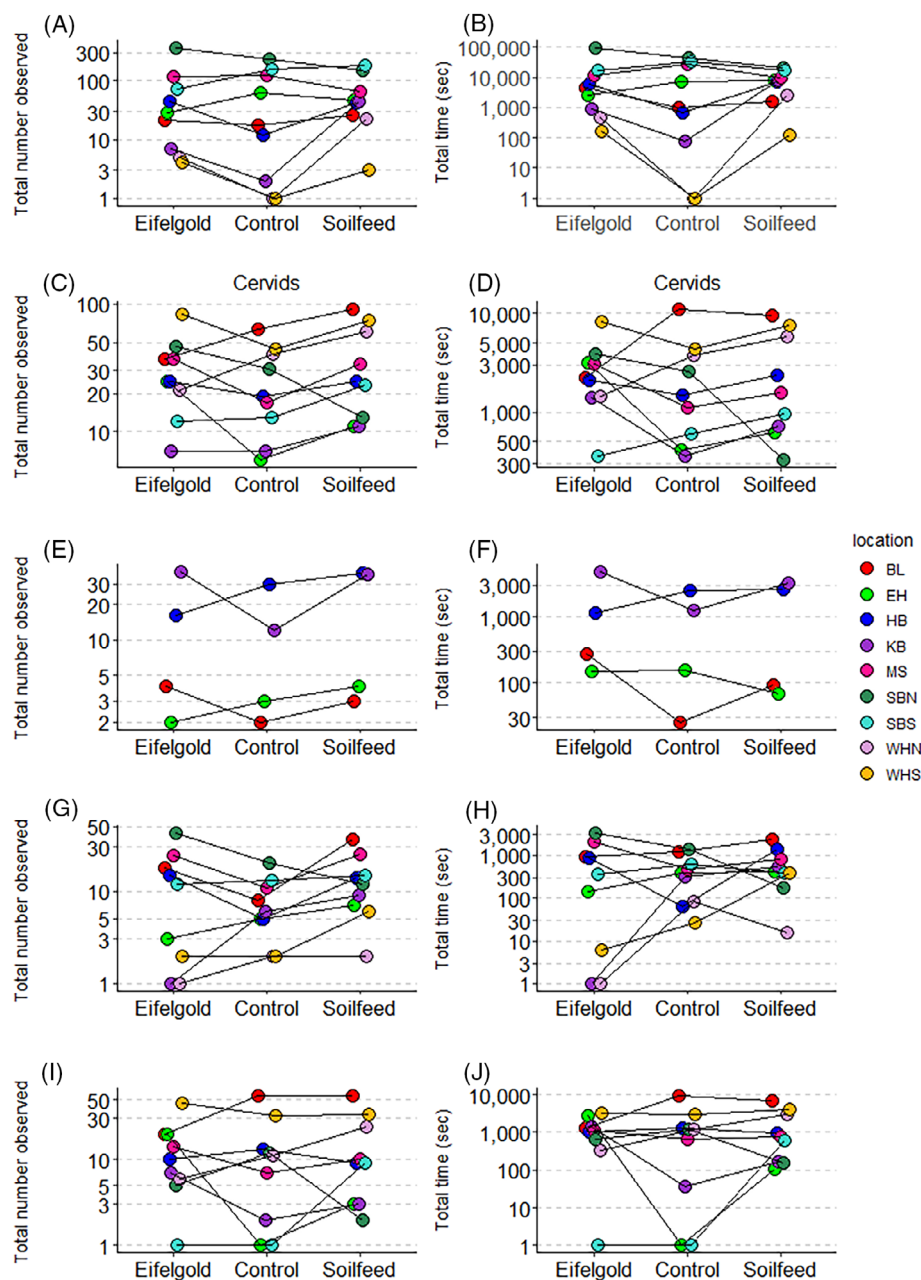 (A)
Total number observed
300
100
30
10
3
1
Eifelgold Control Soilfeed
(B)
Total time (sec)
100,000
10,000
1,000
100
10
1
Eifelgold Control Soilfeed
(C)
Cervids
Total number observed
100
50
30
20
10
Eifelgold Control Soilfeed
(D)
Cervids
Total time (sec)
10,000
5,000
3,000
1,000
500
300
Eifelgold Control Soilfeed
(E)
Total number observed
30
20
10
5
3
2
Eifelgold Control Soilfeed
(F)
Total time (sec)
3,000
1,000
300
100
30
Eifelgold Control Soilfeed
location
BL
EH
HB
KB
MS
SBN
SBS
WHN
WHS
(G)
Total number observed
50
30
10
5
3
1
Eifelgold Control Soilfeed
(H)
Total time (sec)
3,000
1,000
300
100
30
10
3
1
Eifelgold Control Soilfeed
(I)
Total number observed
50
30
10
5
3
1
Eifelgold Control Soilfeed
(J)
Total time (sec)
10,000
1,000
100
10
1
Eifelgold Control Soilfeed